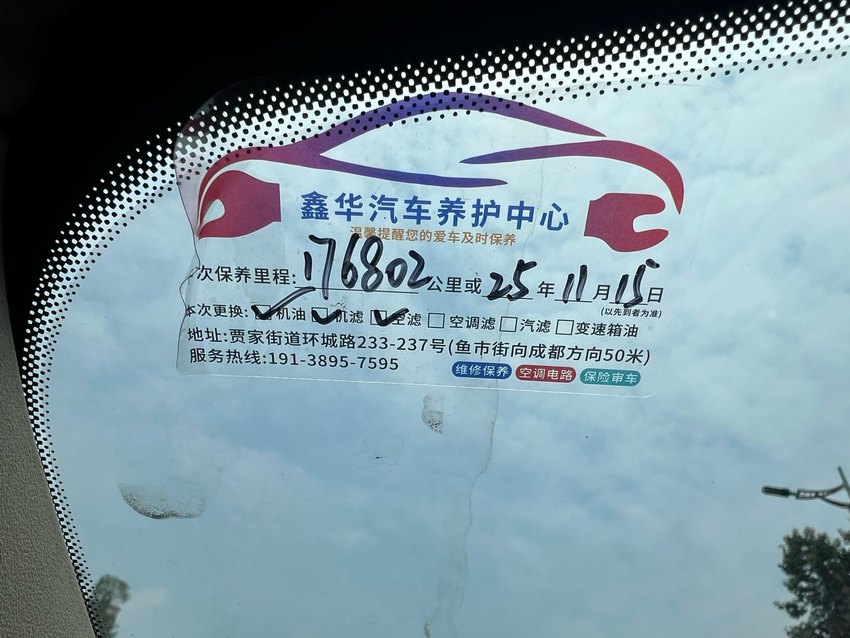 鑫华汽车养护中心
温馨提醒您的爱车及时保养
次保养里程:176802公里或25年11月15日
(以先到者为准)
本次更换:☑机油☑机滤☑空滤□空调滤□汽滤□变速箱油
地址:贾家街道环城路233-237号(鱼市街向成都方向50米)
服务热线:191-3895-7595
维修保养 空调电路 保险审车